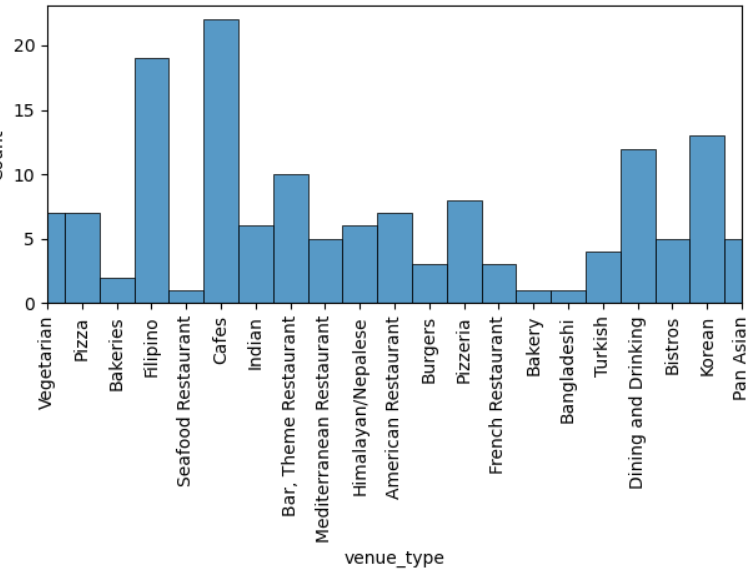 Count
20
15
10
5
0
Vegetarian
Pizza
Bakeries
Filipino
Seafood Restaurant
Cafes
Indian
Bar, Theme Restaurant
Mediterranean Restaurant
Himalayan/Nepalese
American Restaurant
Burgers
Pizzeria
French Restaurant
Bakery
Bangladeshi
Turkish
Dining and Drinking
Bistros
Korean
Pan Asian
venue_type